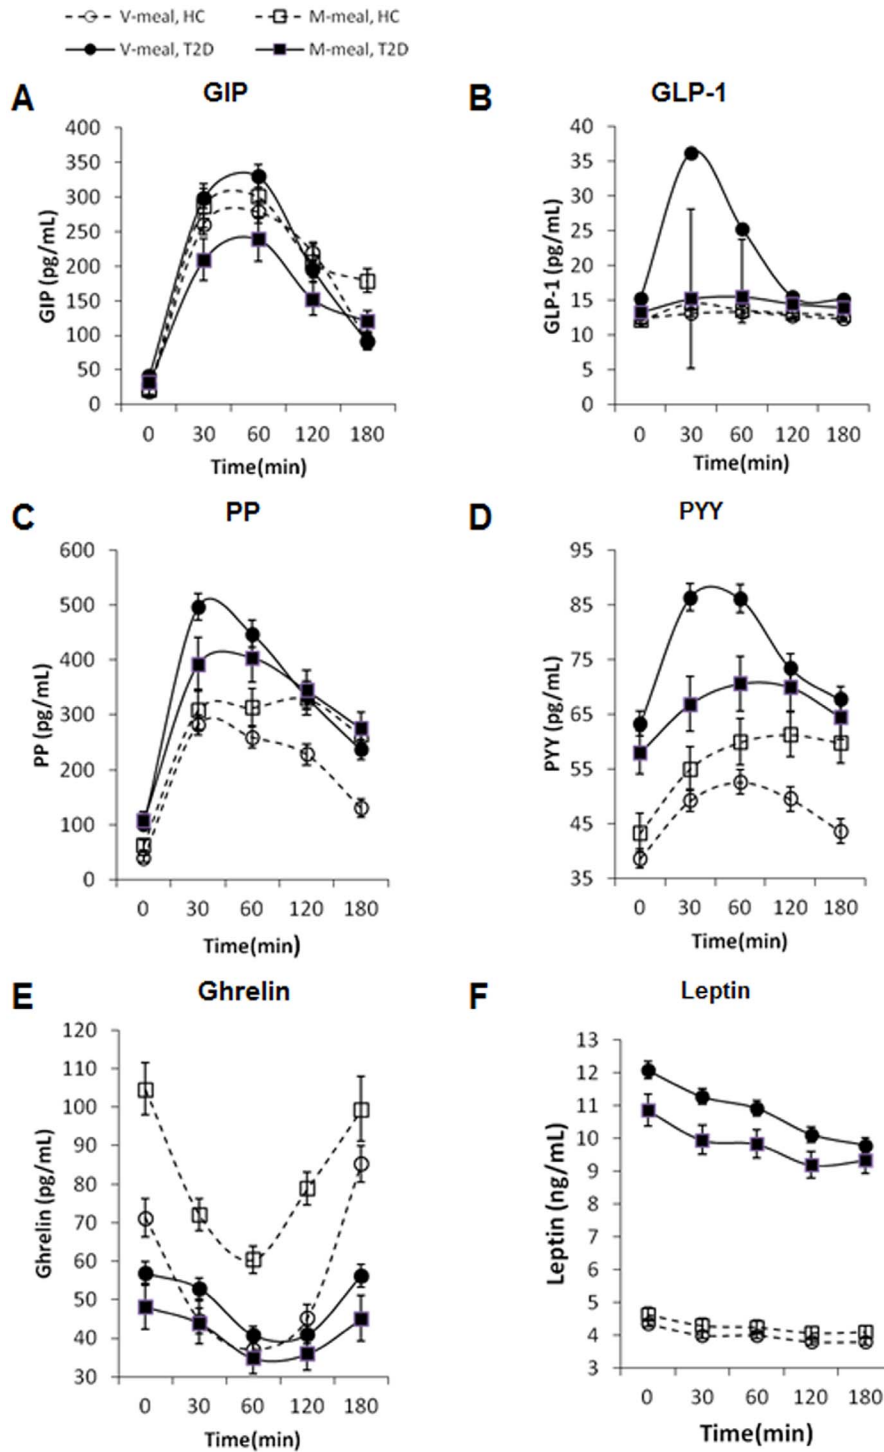 V-meal, HC M-meal, HC
V-meal, T2D M-meal, T2D
A GIP
400
350
300
250
200
150
100
50
0
GIP (pg/mL)
0 30 60 120 180
Time(min)
B GLP-1
40
35
30
25
20
15
10
5
0
GLP-1 (pg/mL)
0 30 60 120 180
Time(min)
C PP
600
500
400
300
200
100
0
PP (pg/mL)
0 30 60 120 180
Time(min)
D PYY
95
85
75
65
55
45
35
PYY (pg/mL)
0 30 60 120 180
Time(min)
E Ghrelin
120
110
100
90
80
70
60
50
40
30
Ghrelin (pg/mL)
0 30 60 120 180
Time(min)
F Leptin
13
12
11
10
9
8
7
6
5
4
3
Leptin (ng/mL)
0 30 60 120 180
Time(min)